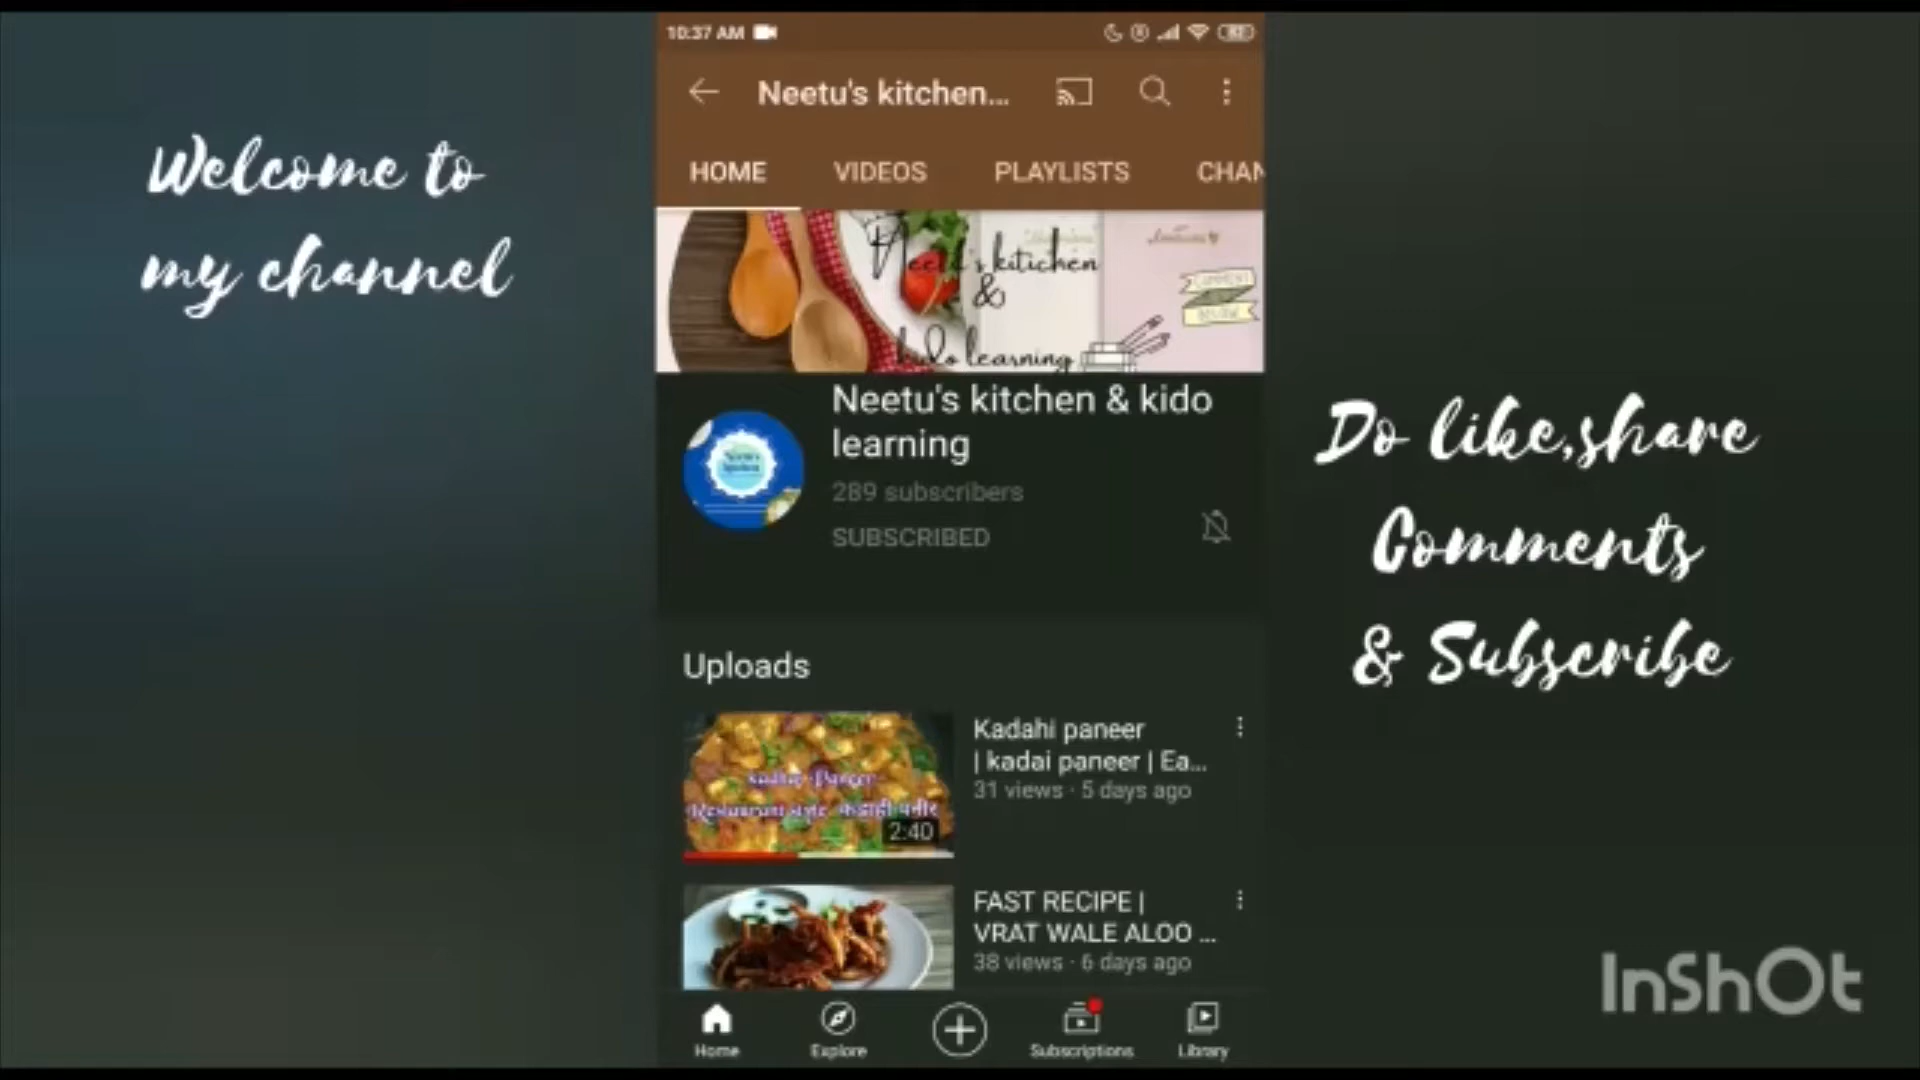 Welcome to
my channel
10:37 AM
Neetu's kitchen...
HOME VIDEOS PLAYLISTS CHAN
Neetu's kitichen
&
kido learning
Neetu's kitchen & kido
learning
289 subscribers
SUBSCRIBED
Uploads
Kadahi paneer
| kadai paneer | Ea...
31 views · 5 days ago
2:40
FAST RECIPE |
VRAT WALE ALOO ...
38 views · 6 days ago
Home Explore Subscriptions Library
Do like,share
Comments
& Subscribe
InShOt